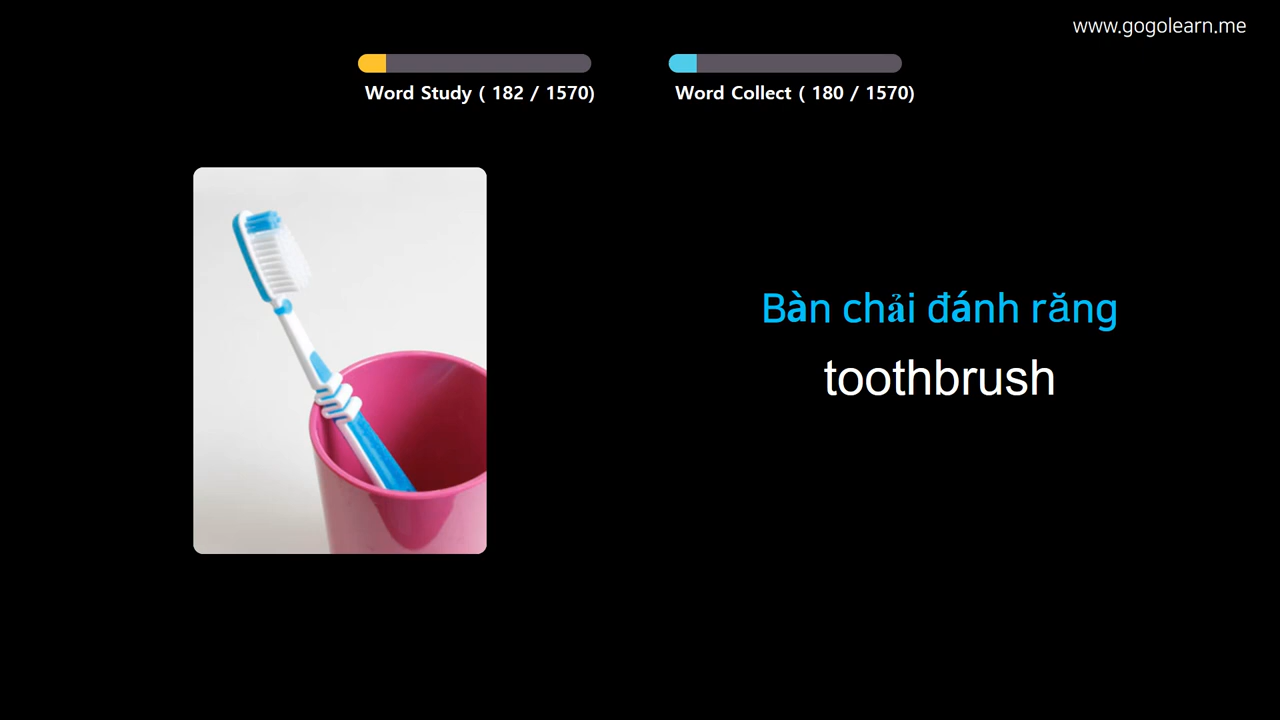 www.gogolearn.me
Word Study ( 182 / 1570)
Word Collect ( 180 / 1570)
Bàn chải đánh răng
toothbrush